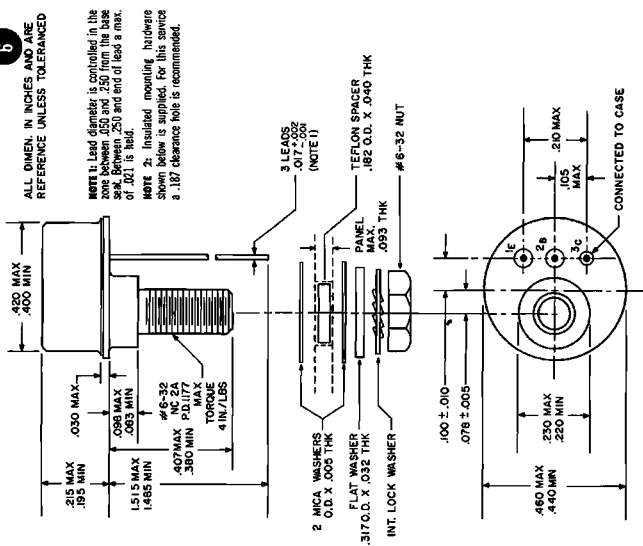 6
ALL DIMEN. IN INCHES AND ARE
REFERENCE UNLESS TOLERANCED
NOTE 1: Lead diameter is controlled in the
zone between .050 and .250 from the base
seat. Between .250 and end of lead a max.
of .021 is held.
NOTE 2: Insulated mounting hardware
shown below is supplied. For this service
a .187 clearance hole is recommended.
.420 MAX
.400 MIN
.030 MAX
.215 MAX
.195 MIN
.098 MAX
.083 MIN
#6-32
NC 2A
P.D.1177
MAX
TORQUE
4 IN./LBS
.407 MAX
.380 MIN
1.515 MAX
1.485 MIN
3 LEADS
.017 +.002
-.001
(NOTE 1)
2 MICA WASHERS
O.D. X .005 THK
TEFLON SPACER
.182 O.D. X .040 THK
PANEL
MAX.
.093 THK
FLAT WASHER
.317 O.D. X .032 THK
INT. LOCK WASHER
#6-32 NUT
.100 ± .010
.078 ± .005
.210 MAX
.105
MAX
1E
2B
3C
CONNECTED TO CASE
.230 MAX
.220 MIN
.460 MAX
.440 MIN